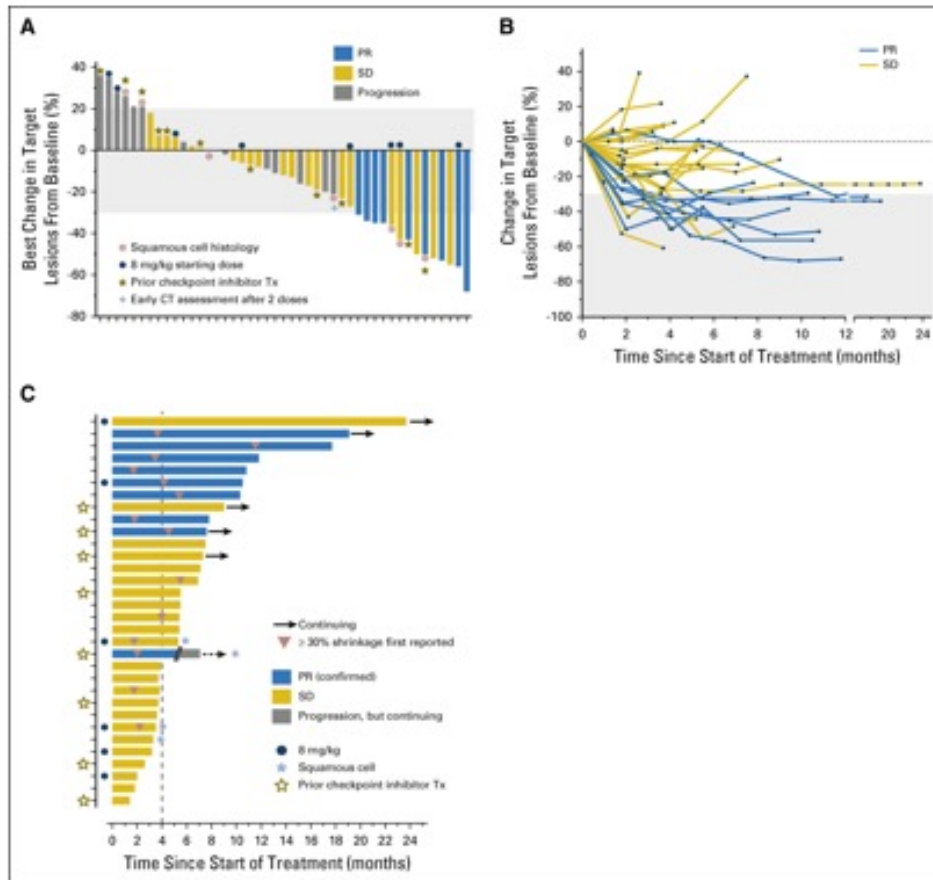 A
PR
SD
Progression
Best Change in Target
Lesions From Baseline (%)
40
20
0
-20
-40
-60
-80
Squamous cell histology
8 mg/kg starting dose
Prior checkpoint inhibitor Tx
Early CT assessment after 2 doses
B
PR
SD
Change in Target
Lesions From Baseline (%)
40
20
0
-20
-40
-60
-80
-100
0 2 4 6 8 10 12 20 24
Time Since Start of Treatment (months)
C
Continuing
≥ 30% shrinkage first reported
PR (confirmed)
SD
Progression, but continuing
8 mg/kg
Squamous cell
Prior checkpoint inhibitor Tx
0 2 4 6 8 10 12 14 16 18 20 22 24
Time Since Start of Treatment (months)